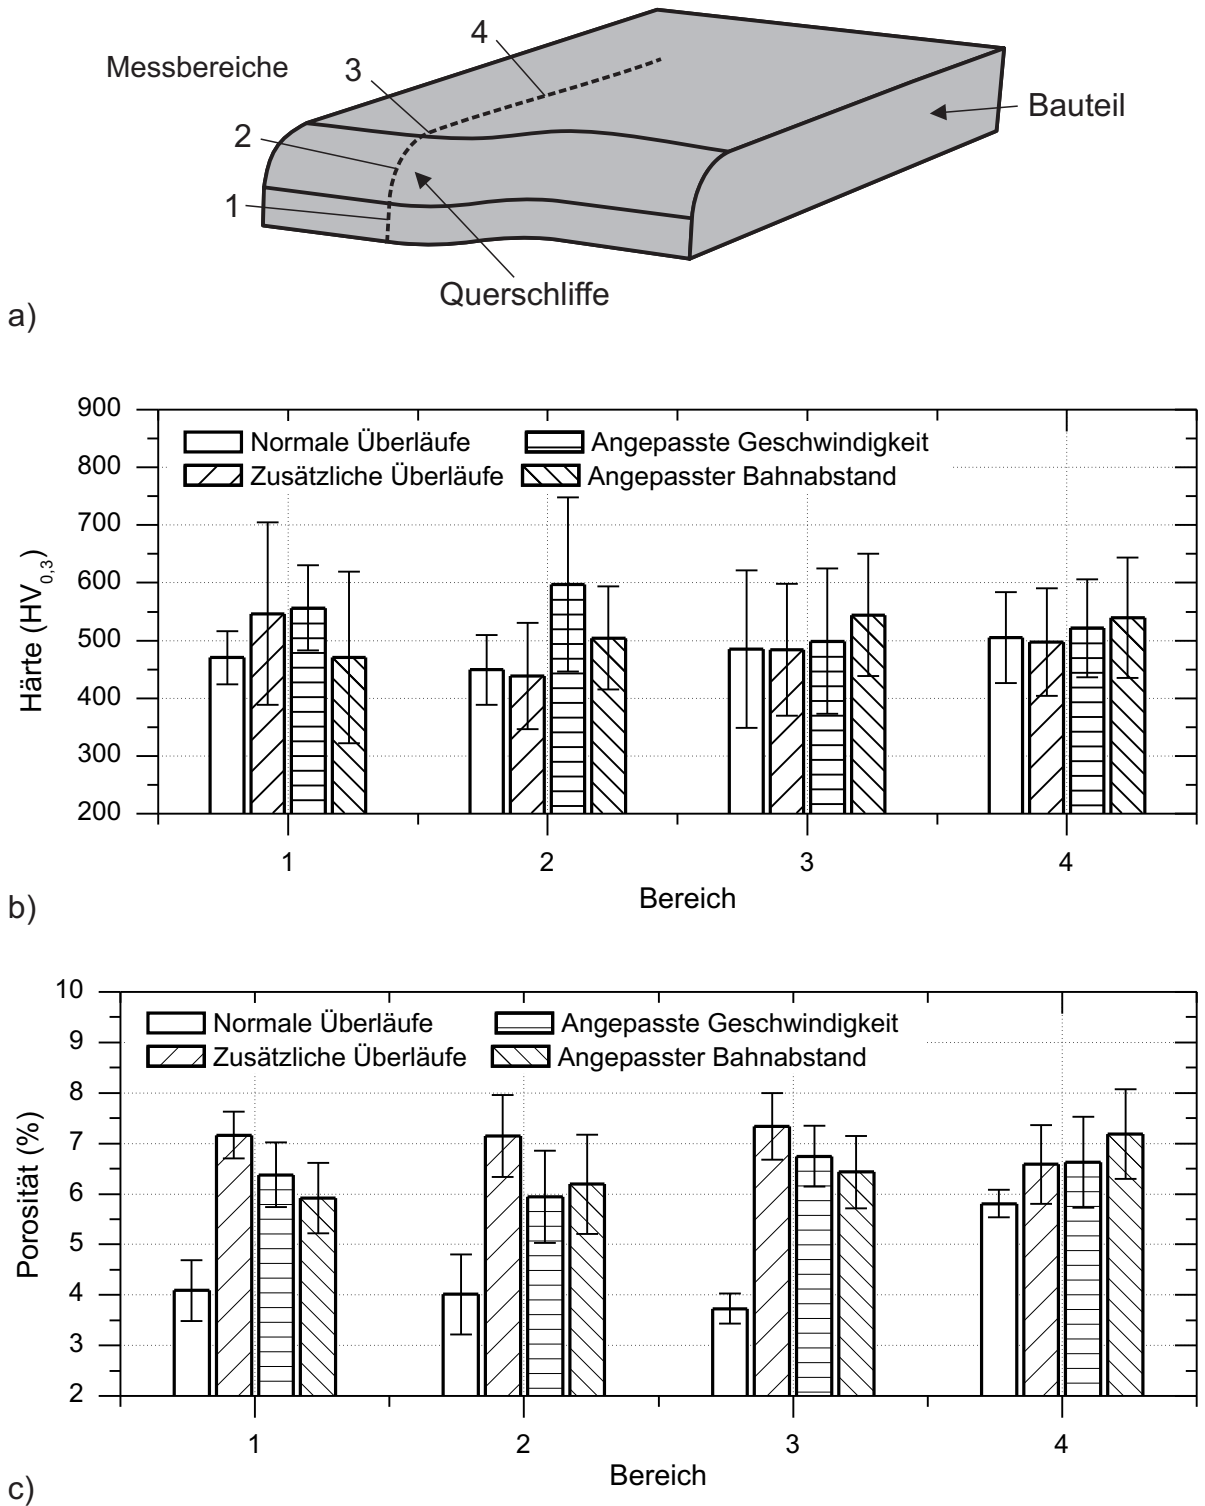 4
Messbereiche
3
Bauteil
2
1
Querschliffe
a)
900
800
700
600
500
400
300
200
Härte (HV0,3)
Normale Überläufe
Angepasste Geschwindigkeit
Zusätzliche Überläufe
Angepasster Bahnabstand
1 2 3 4
Bereich
b)
10
9
8
7
6
5
4
3
2
Porosität (%)
Normale Überläufe
Angepasste Geschwindigkeit
Zusätzliche Überläufe
Angepasster Bahnabstand
1 2 3 4
Bereich
c)